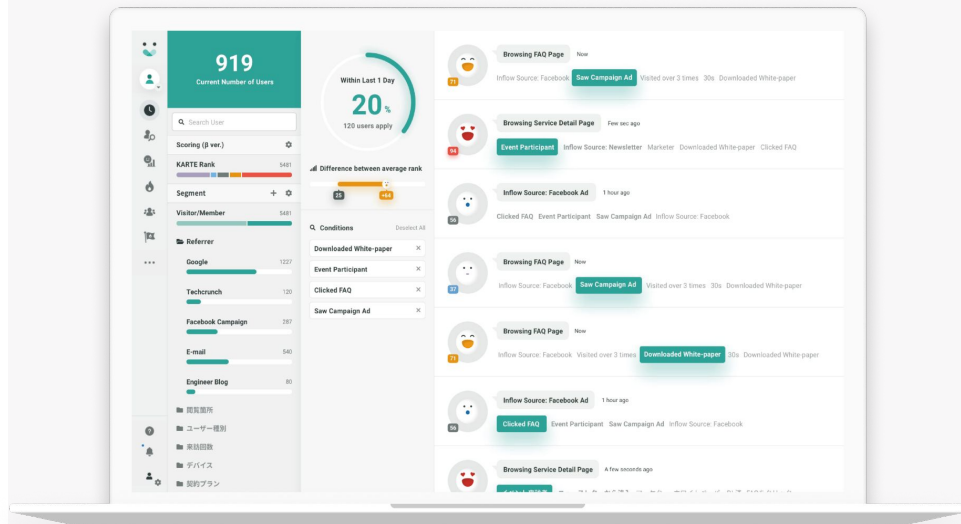 919
Current Number of Users
Search User
Scoring (β ver.)
KARTE Rank 5481
Segment +
Visitor/Member 5481
Referrer
Google 1227
Techcrunch 120
Facebook Campaign 287
E-mail 540
Engineer Blog 80
閲覧箇所
ユーザー種別
来訪回数
デバイス
契約プラン
Within Last 1 Day
20%
120 users apply
Difference between average rank
25 +64
Conditions Deselect All
Downloaded White-paper ×
Event Participant ×
Clicked FAQ ×
Saw Campaign Ad ×
Browsing FAQ Page Now
71 Inflow Source: Facebook Saw Campaign Ad Visited over 3 times 30s Downloaded White-paper
Browsing Service Detail Page Few sec ago
94 Event Participant Inflow Source: Newsletter Marketer Downloaded White-paper Clicked FAQ
Inflow Source: Facebook Ad 1 hour ago
56 Clicked FAQ Event Participant Saw Campaign Ad Inflow Source: Facebook
Browsing FAQ Page Now
37 Inflow Source: Facebook Saw Campaign Ad Visited over 3 times 30s Downloaded White-paper
Browsing FAQ Page Now
71 Inflow Source: Facebook Visited over 3 times Downloaded White-paper 30s Downloaded White-paper
Inflow Source: Facebook Ad 1 hour ago
56 Clicked FAQ Event Participant Saw Campaign Ad Inflow Source: Facebook
Browsing Service Detail Page A few seconds ago